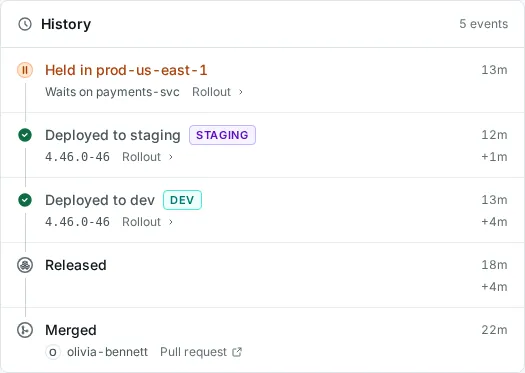 History 5 events
Held in prod-us-east-1 13m
Waits on payments-svc Rollout
Deployed to staging STAGING 12m
4.46.0-46 Rollout +1m
Deployed to dev DEV 13m
4.46.0-46 Rollout +4m
Released 18m
+4m
Merged 22m
O olivia-bennett Pull request